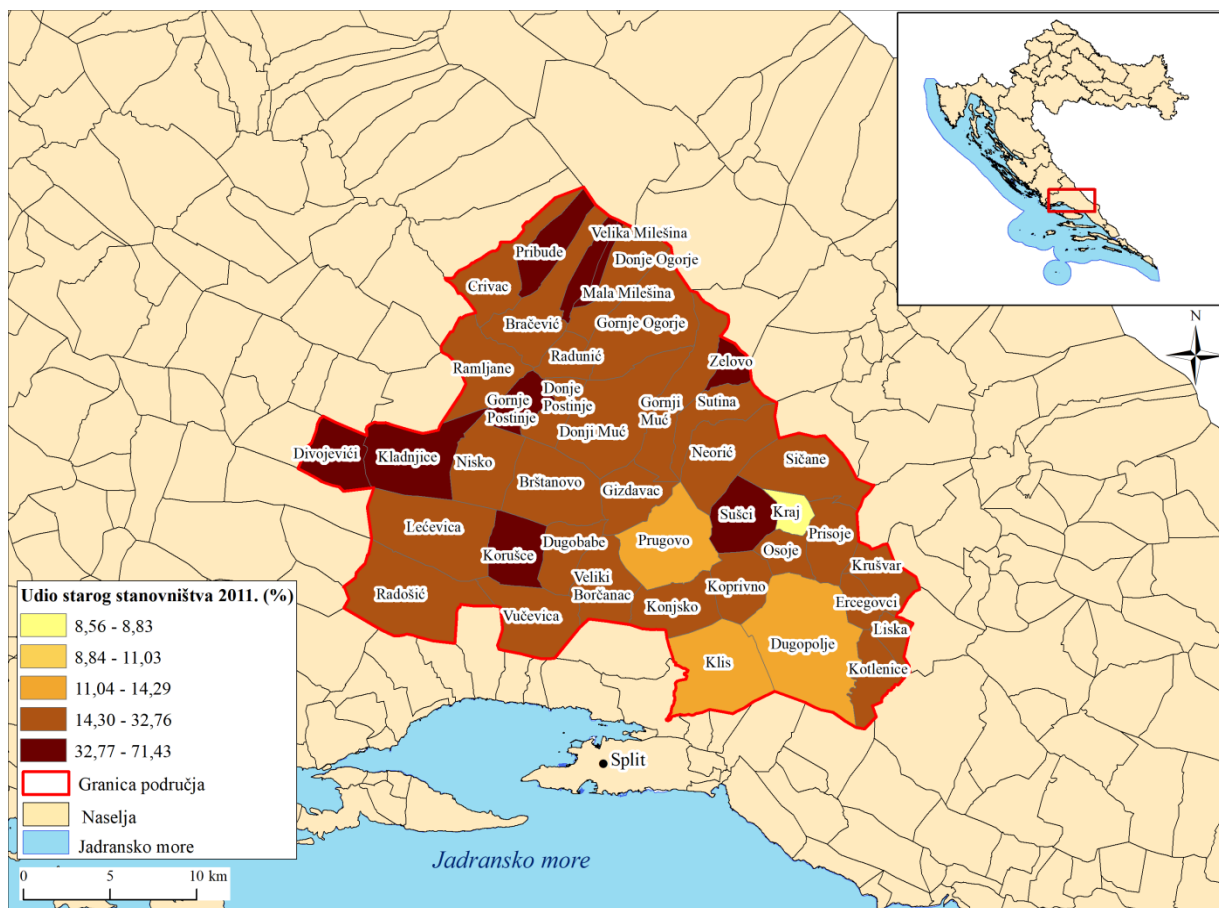 N
Velika Milešina
Pribude
Donje Ogorje
Crivac
Mala Milešina
Bračević
Gornje Ogorje
Radunić
Zelovo
Ramljane
Donje
Postinje
Gornje
Postinje
Gornji
Muć
Sutina
Donji Muć
Divojevići
Kladnjice
Nisko
Neorić
Sičane
Brštanovo
Gizdavac
Sušci
Kraj
Lećevica
Prugovo
Prisoje
Korušce
Dugobabe
Osoje
Krušvar
Veliki
Borčanac
Koprivno
Radošić
Konjsko
Ercegovci
Vučevica
Liska
Dugopolje
Klis
Kotlenice
Split
Jadransko more
Udio starog stanovništva 2011. (%)
8,56 - 8,83
8,84 - 11,03
11,04 - 14,29
14,30 - 32,76
32,77 - 71,43
Granica područja
Naselja
Jadransko more
0 5 10 km